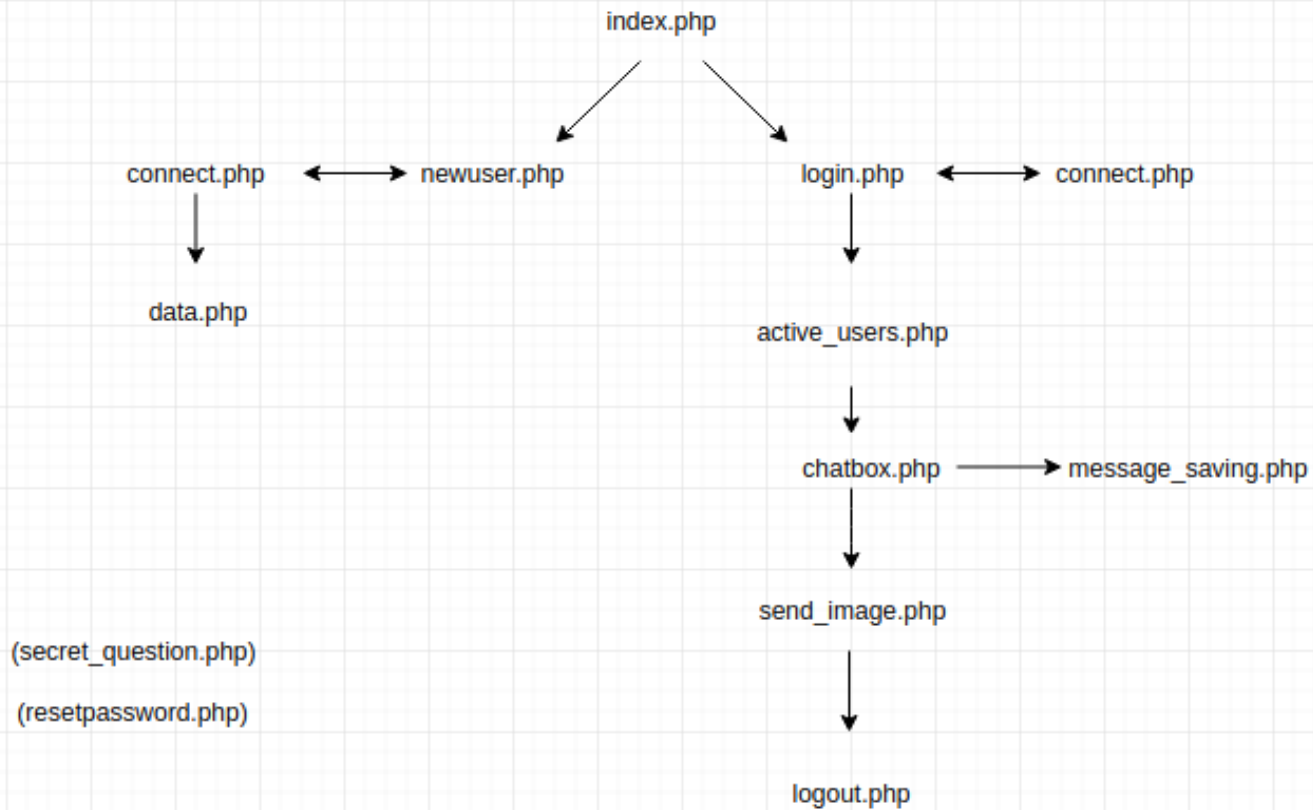 index.php
connect.php
newuser.php
login.php
connect.php
data.php
active_users.php
chatbox.php
message_saving.php
send_image.php
(secret_question.php)
(resetpassword.php)
logout.php